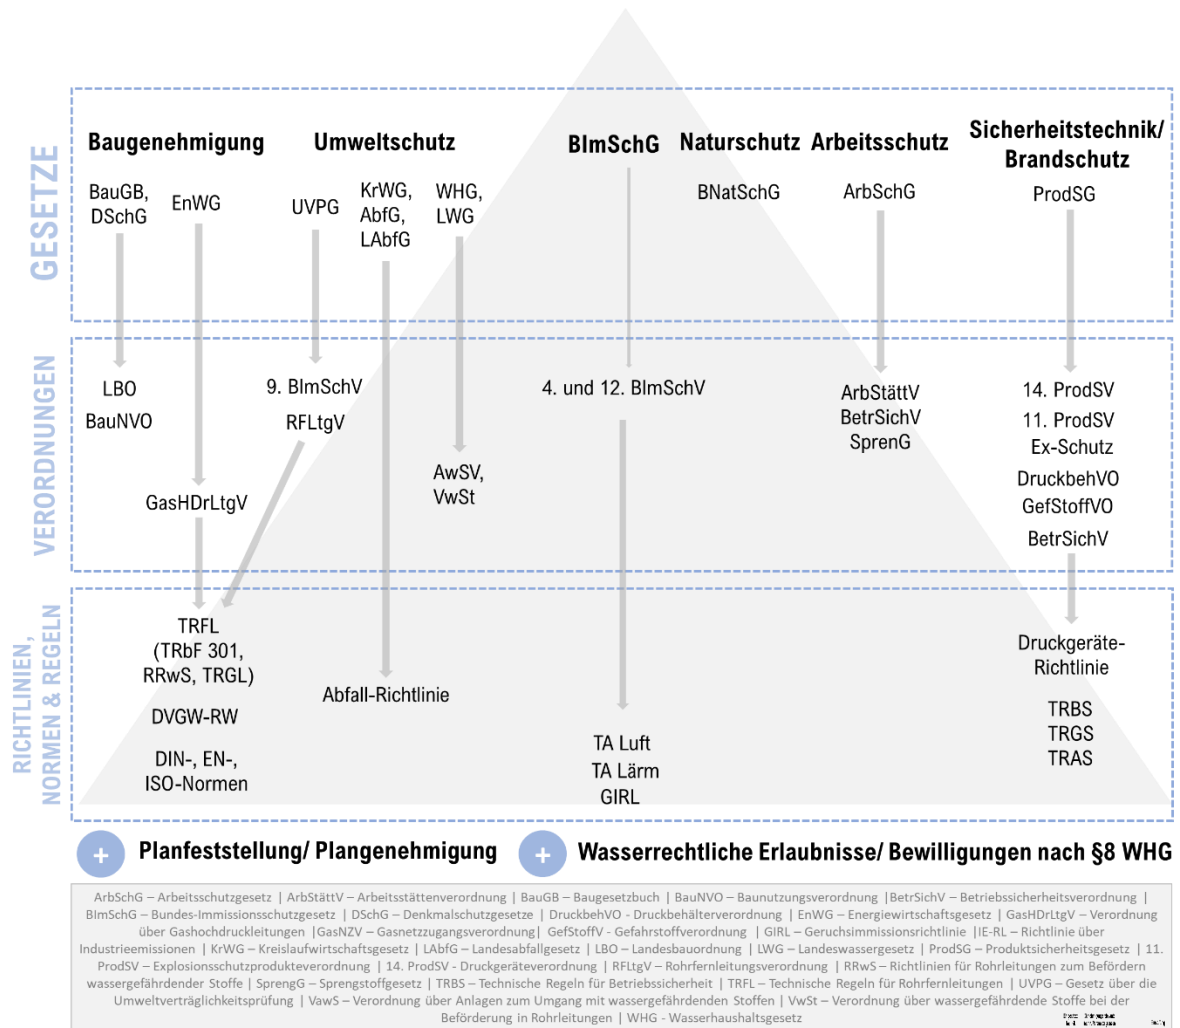 GESETZE
Baugenehmigung
Umweltschutz
BImSchG
Naturschutz
Arbeitsschutz
Sicherheitstechnik/
Brandschutz
BauGB,
DSchG
EnWG
UVPG
KrWG,
AbfG,
LAbfG
WHG,
LWG
BNatSchG
ArbSchG
ProdSG
VERORDNUNGEN
LBO
BauNVO
GasHDrLtgV
9. BImSchV
RFLtgV
AwSV,
VwSt
4. und 12. BImSchV
ArbStättV
BetrSichV
SprenG
14. ProdSV
11. ProdSV
Ex-Schutz
DruckbehVO
GefStoffVO
BetrSichV
RICHTLINIEN,
NORMEN & REGELN
TRFL
(TRbF 301,
RRwS, TRGL)
DVGW-RW
DIN-, EN-,
ISO-Normen
Abfall-Richtlinie
TA Luft
TA Lärm
GIRL
Druckgeräte-
Richtlinie
TRBS
TRGS
TRAS
+ Planfeststellung/ Plangenehmigung
+ Wasserrechtliche Erlaubnisse/ Bewilligungen nach §8 WHG
ArbSchG – Arbeitsschutzgesetz | ArbStättV – Arbeitsstättenverordnung | BauGB – Baugesetzbuch | BauNVO – Baunutzungsverordnung |BetrSichV – Betriebssicherheitsverordnung |
BImSchG – Bundes-Immissionsschutzgesetz | DSchG – Denkmalschutzgesetze | DruckbehVO - Druckbehälterverordnung | EnWG – Energiewirtschaftsgesetz | GasHDrLtgV – Verordnung
über Gashochdruckleitungen |GasNZV – Gasnetzzugangsverordnung| GefStoffV - Gefahrstoffverordnung | GIRL – Geruchsimmissionsrichtlinie |IE-RL – Richtlinie über
Industrieemissionen | KrWG – Kreislaufwirtschaftsgesetz | LAbfG – Landesabfallgesetz | LBO – Landesbauordnung | LWG – Landeswassergesetz | ProdSG – Produktsicherheitsgesetz | 11.
ProdSV – Explosionsschutzprodukteverordnung | 14. ProdSV - Druckgeräteverordnung | RFLtgV – Rohrfernleitungsverordnung | RRwS – Richtlinien für Rohrleitungen zum Befördern
wassergefährdender Stoffe | SprengG – Sprengstoffgesetz | TRBS – Technische Regeln für Betriebssicherheit | TRFL – Technische Regeln für Rohrfernleitungen | UVPG – Gesetz über die
Umweltverträglichkeitsprüfung | VawS – Verordnung über Anlagen zum Umgang mit wassergefährdenden Stoffen | VwSt – Verordnung über wassergefährdende Stoffe bei der
Beförderung in Rohrleitungen | WHG - Wasserhaushaltsgesetz